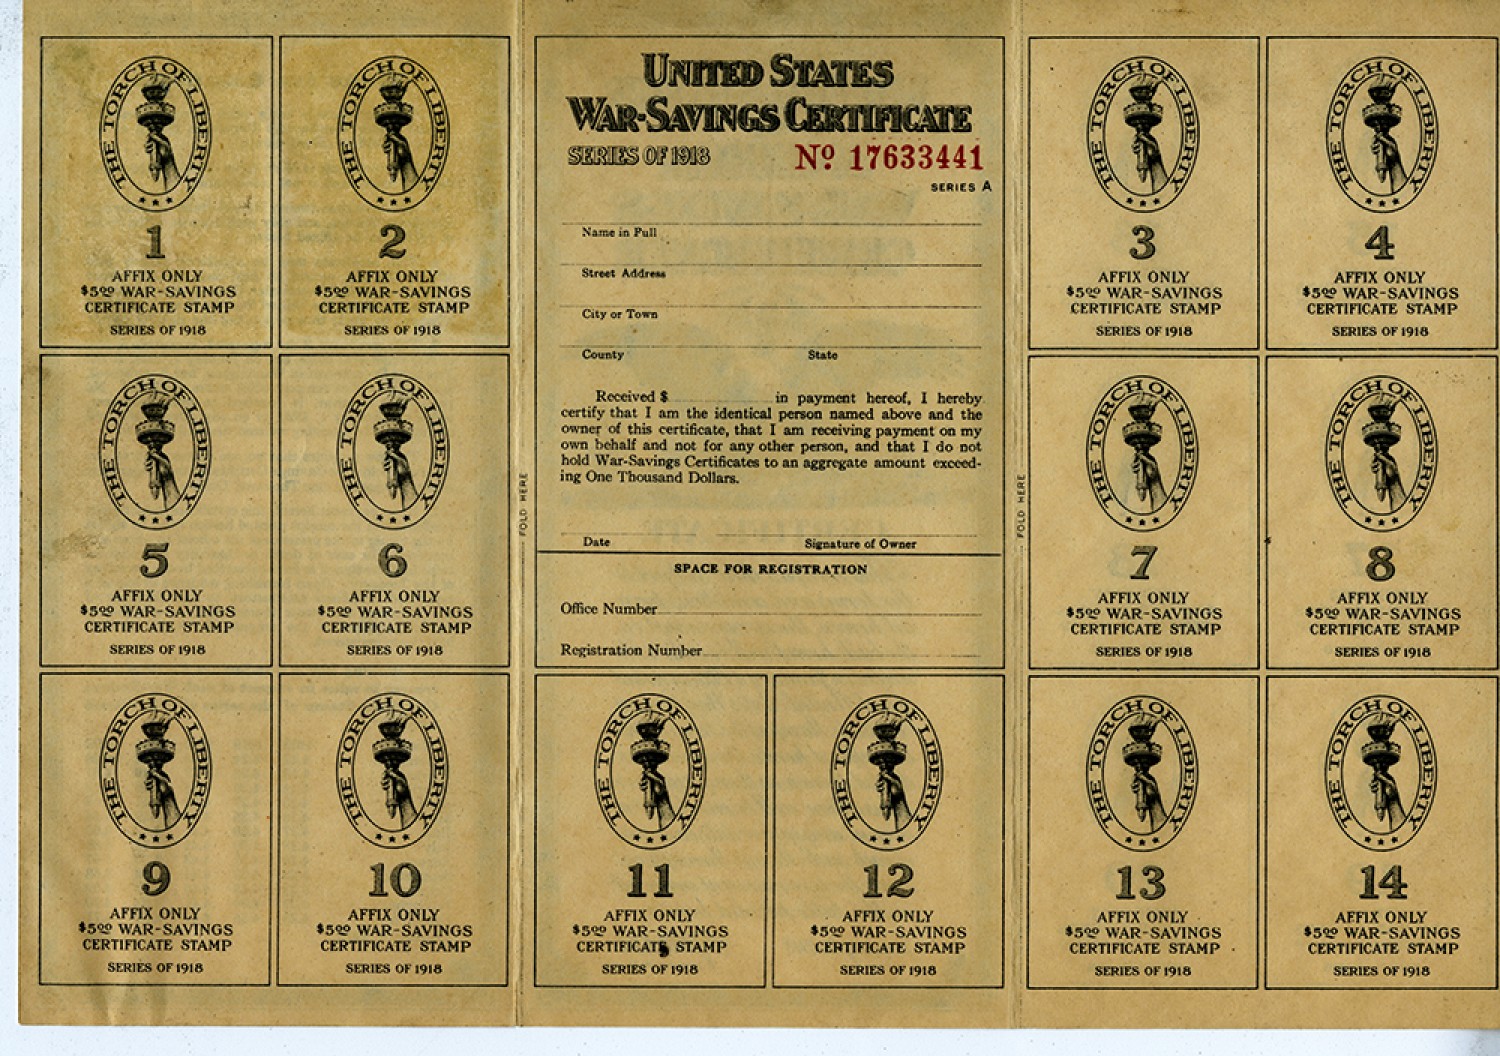 THE TORCH OF LIBERTY
1
AFFIX ONLY
$5.00 WAR-SAVINGS
CERTIFICATE STAMP
SERIES OF 1918
THE TORCH OF LIBERTY
2
AFFIX ONLY
$5.00 WAR-SAVINGS
CERTIFICATE STAMP
SERIES OF 1918
THE TORCH OF LIBERTY
5
AFFIX ONLY
$5.00 WAR-SAVINGS
CERTIFICATE STAMP
SERIES OF 1918
THE TORCH OF LIBERTY
6
AFFIX ONLY
$5.00 WAR-SAVINGS
CERTIFICATE STAMP
SERIES OF 1918
THE TORCH OF LIBERTY
9
AFFIX ONLY
$5.00 WAR-SAVINGS
CERTIFICATE STAMP
SERIES OF 1918
THE TORCH OF LIBERTY
10
AFFIX ONLY
$5.00 WAR-SAVINGS
CERTIFICATE STAMP
SERIES OF 1918
FOLD HERE
UNITED STATES
WAR-SAVINGS CERTIFICATE
SERIES OF 1918 No 17633441
SERIES A
Name in Full
Street Address
City or Town
County State
Received $ in payment hereof, I hereby
certify that I am the identical person named above and the
owner of this certificate, that I am receiving payment on my
own behalf and not for any other person, and that I do not
hold War-Savings Certificates to an aggregate amount exceed-
ing One Thousand Dollars.
Date Signature of Owner
SPACE FOR REGISTRATION
Office Number
Registration Number
THE TORCH OF LIBERTY
11
AFFIX ONLY
$5.00 WAR-SAVINGS
CERTIFICATE STAMP
SERIES OF 1918
THE TORCH OF LIBERTY
12
AFFIX ONLY
$5.00 WAR-SAVINGS
CERTIFICATE STAMP
SERIES OF 1918
FOLD HERE
THE TORCH OF LIBERTY
3
AFFIX ONLY
$5.00 WAR-SAVINGS
CERTIFICATE STAMP
SERIES OF 1918
THE TORCH OF LIBERTY
4
AFFIX ONLY
$5.00 WAR-SAVINGS
CERTIFICATE STAMP
SERIES OF 1918
THE TORCH OF LIBERTY
7
AFFIX ONLY
$5.00 WAR-SAVINGS
CERTIFICATE STAMP
SERIES OF 1918
THE TORCH OF LIBERTY
8
AFFIX ONLY
$5.00 WAR-SAVINGS
CERTIFICATE STAMP
SERIES OF 1918
THE TORCH OF LIBERTY
13
AFFIX ONLY
$5.00 WAR-SAVINGS
CERTIFICATE STAMP
SERIES OF 1918
THE TORCH OF LIBERTY
14
AFFIX ONLY
$5.00 WAR-SAVINGS
CERTIFICATE STAMP
SERIES OF 1918